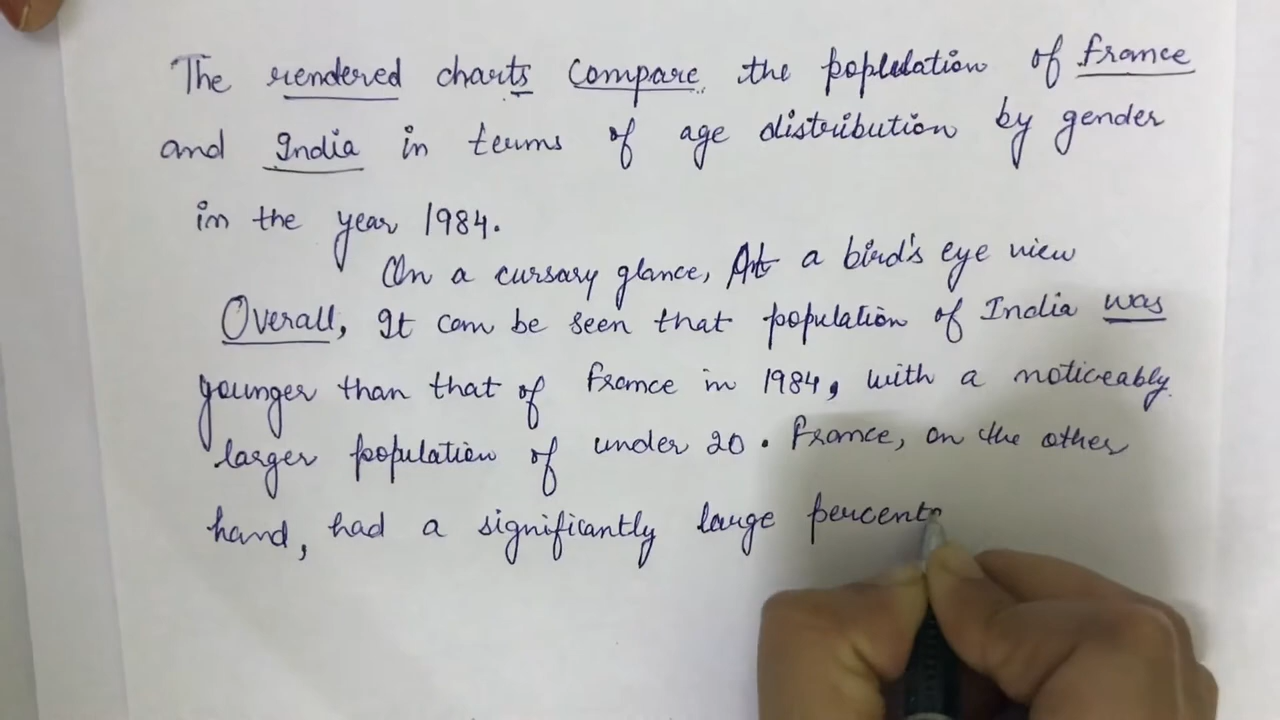 The rendered charts compare the population of France
and India in terms of age distribution by gender
in the year 1984.
On a cursary glance, At a bird's eye view
Overall, It can be seen that population of India was
younger than that of France in 1984, with a noticeably
larger population of under 20. France, on the other
hand, had a significantly large percent